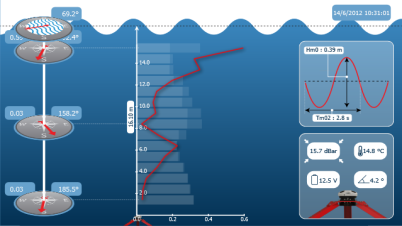 69.2°
14/6/2012 10:31:01
S
14.0
12.0
10.0
8.0
6.0
4.0
2.0
0.0
0.0
0.2
0.4
0.6
16.10 m
0.03
158.2°
S
0.03
185.5°
S
Hm0 : 0.39 m
Tm02 : 2.8 s
15.7 dBar
14.8 °C
12.5 V
4.2 °